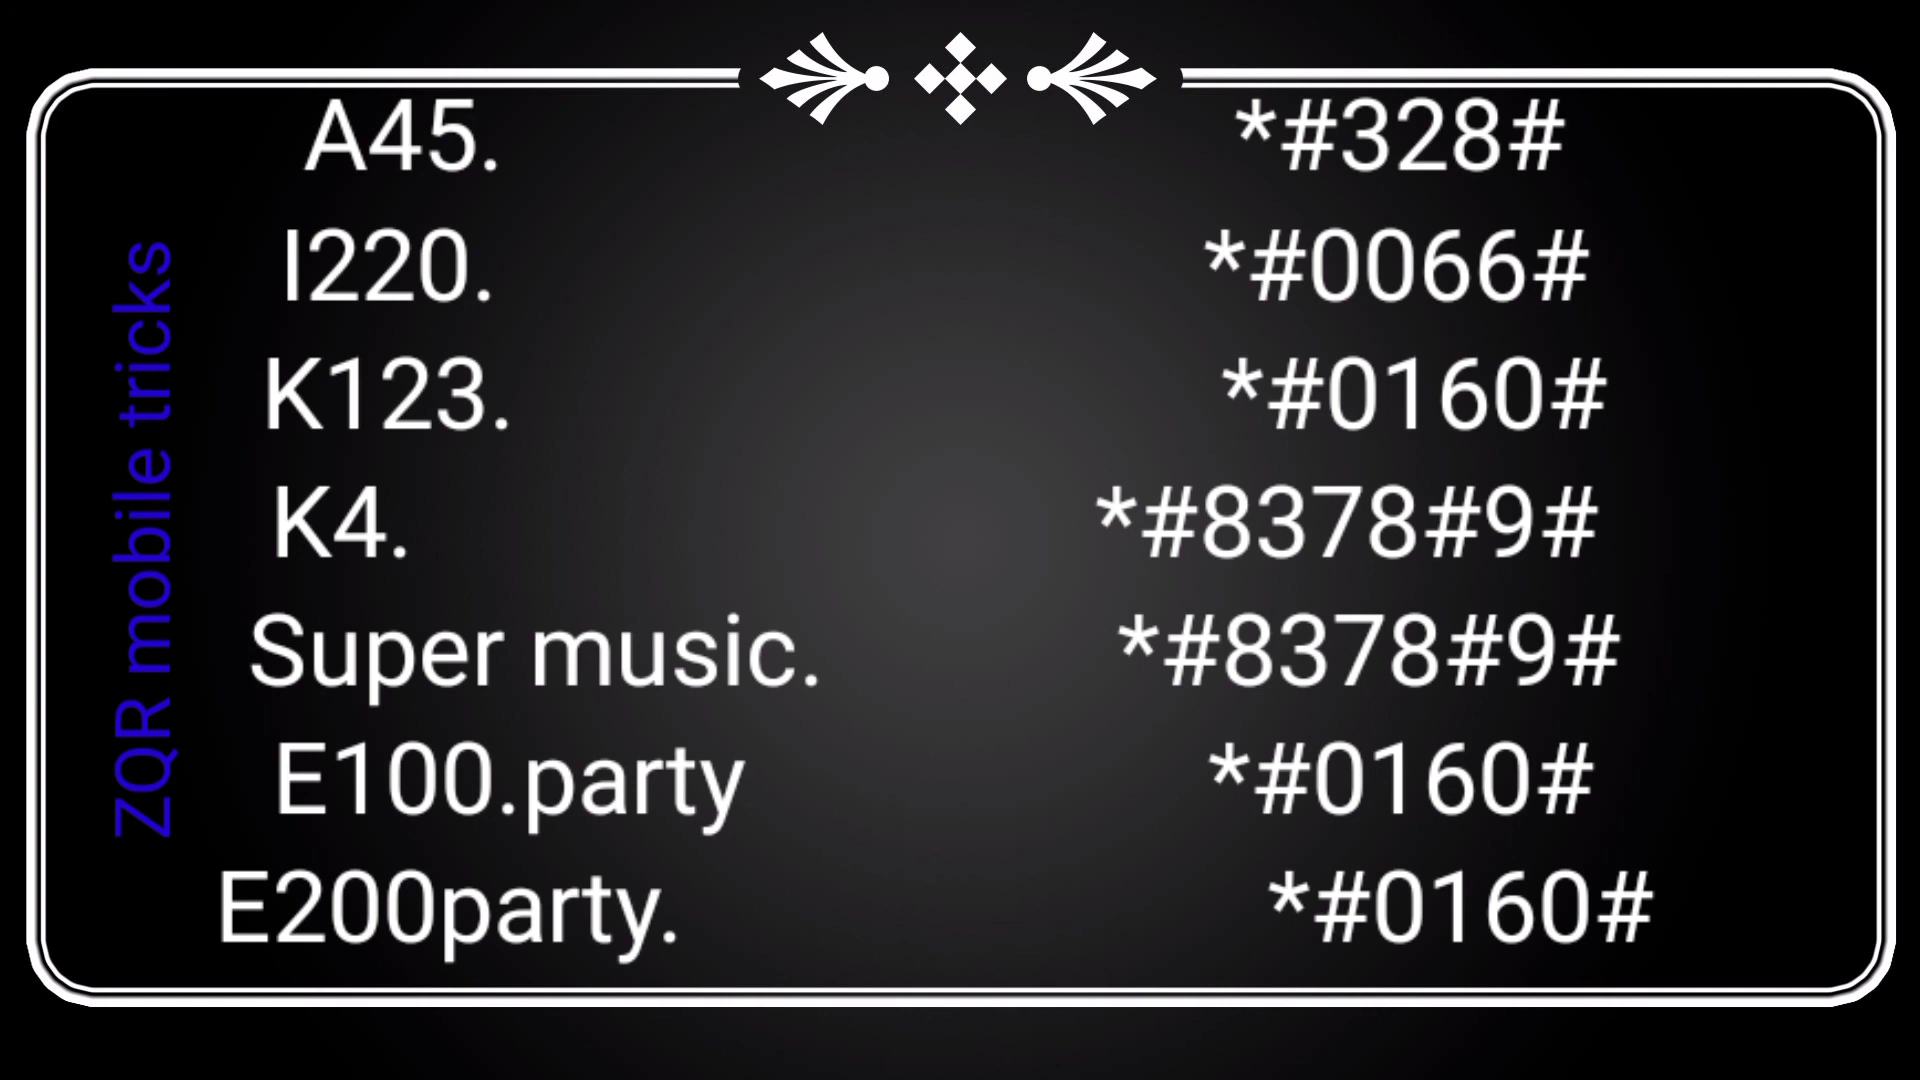 A45. *#328#
I220. *#0066#
K123. *#0160#
K4. *#8378#9#
Super music. *#8378#9#
E100.party *#0160#
E200party. *#0160#
ZQR mobile tricks